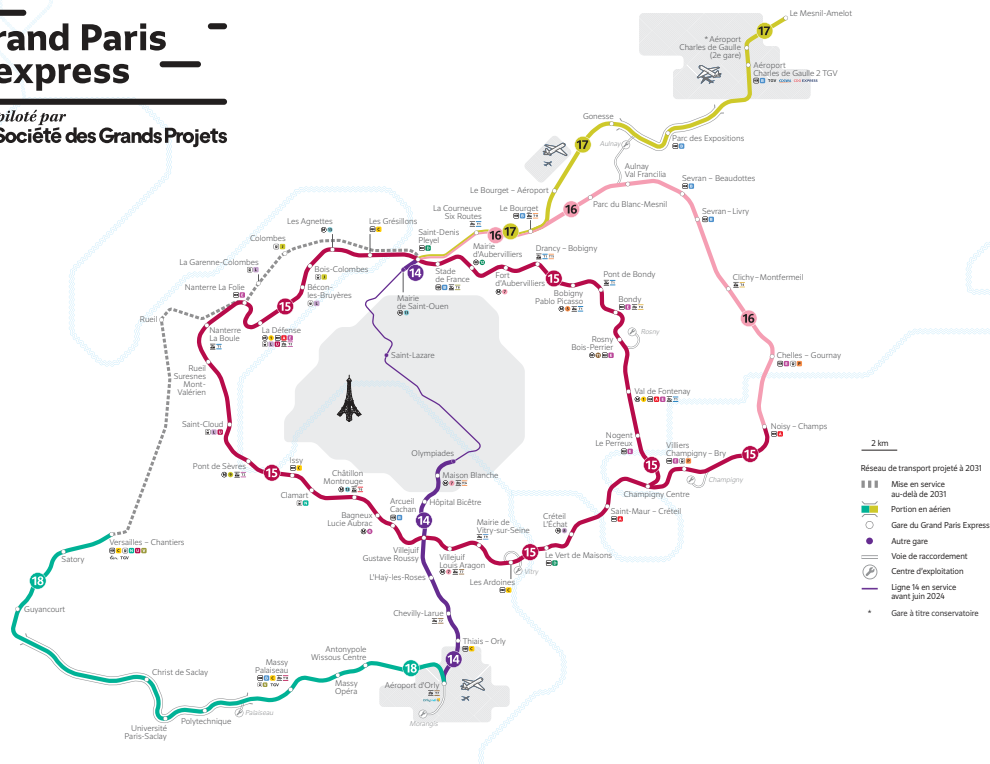 rand Paris
express
piloté par
Société des Grands Projets
Le Mesnil-Amelot
17
* Aéroport
Charles de Gaulle
(2e gare)
Aéroport
Charles de Gaulle 2 TGV
Gonesse
17
Aulnay
Parc des Expositions
Aulnay
Val Francilia
Sevran – Beaudottes
Le Bourget – Aéroport
Parc du Blanc-Mesnil
16
Sevran – Livry
La Courneuve
Six Routes
Le Bourget
16
17
Les Agnettes
Les Grésillons
Saint-Denis
Pleyel
Mairie
d'Aubervilliers
Drancy – Bobigny
Colombes
La Garenne-Colombes
Bois-Colombes
14
Stade
de France
Fort
d'Aubervilliers
15
Pont de Bondy
Clichy – Montfermeil
Nanterre La Folie
Bécon-
les-Bruyères
Mairie
de Saint-Ouen
Bobigny
Pablo Picasso
Bondy
15
16
Rueil
Nanterre
La Boule
La Défense
Rosny
Rosny
Bois-Perrier
Saint-Lazare
Chelles – Gournay
Rueil
Suresnes
Mont-
Valérien
Val de Fontenay
Saint-Cloud
Noisy – Champs
Nogent
Le Perreux
Villiers
Champigny – Bry
15
Olympiades
Pont de Sèvres
15
Issy
15
Maison Blanche
Champigny
Clamart
Châtillon
Montrouge
Champigny Centre
Arcueil
Cachan
Hôpital Bicêtre
Bagneux
Lucie Aubrac
14
Mairie de
Vitry-sur-Seine
Créteil
L'Échat
Saint-Maur – Créteil
Villejuif
Gustave Roussy
Villejuif
Louis Aragon
15
Le Vert de Maisons
Vitry
Les Ardoines
L'Haÿ-les-Roses
Versailles – Chantiers
TGV
Satory
18
Guyancourt
Chevilly-Larue
Thiais – Orly
Antonypole
Wissous Centre
14
18
Christ de Saclay
Massy
Palaiseau
TGV
Massy
Opéra
Aéroport d'Orly
Palaiseau
Morangis
Polytechnique
Université
Paris-Saclay
2 km
Réseau de transport projeté à 2031
Mise en service
au-delà de 2031
Portion en aérien
Gare du Grand Paris Express
Autre gare
Voie de raccordement
Centre d'exploitation
Ligne 14 en service
avant juin 2024
* Gare à titre conservatoire